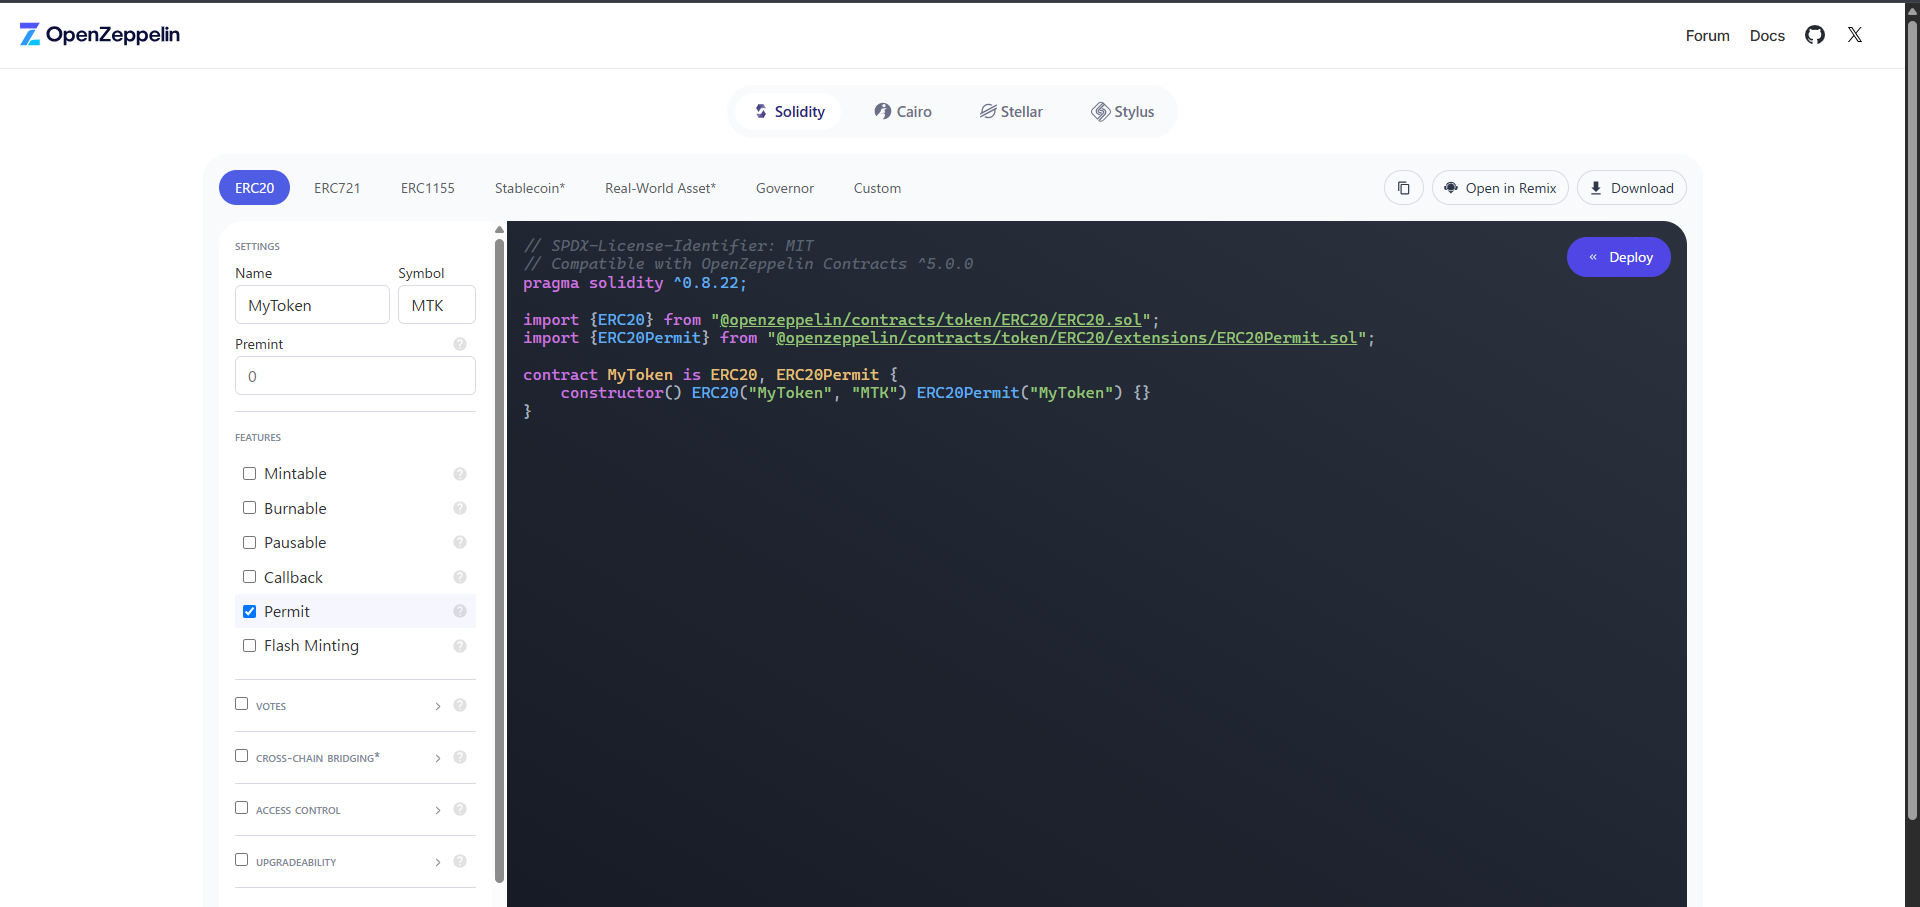 OpenZeppelin
Forum Docs
Solidity Cairo Stellar Stylus
ERC20 ERC721 ERC1155 Stablecoin* Real-World Asset* Governor Custom
Open in Remix Download
SETTINGS
Name Symbol
MyToken MTK
Premint ?
0
FEATURES
Mintable ?
Burnable ?
Pausable ?
Callback ?
Permit ?
Flash Minting ?
VOTES > ?
CROSS-CHAIN BRIDGING* > ?
ACCESS CONTROL > ?
UPGRADEABILITY > ?
// SPDX-License-Identifier: MIT
// Compatible with OpenZeppelin Contracts ^5.0.0
pragma solidity ^0.8.22;
import {ERC20} from "@openzeppelin/contracts/token/ERC20/ERC20.sol";
import {ERC20Permit} from "@openzeppelin/contracts/token/ERC20/extensions/ERC20Permit.sol";
contract MyToken is ERC20, ERC20Permit {
    constructor() ERC20("MyToken", "MTK") ERC20Permit("MyToken") {}
}
« Deploy